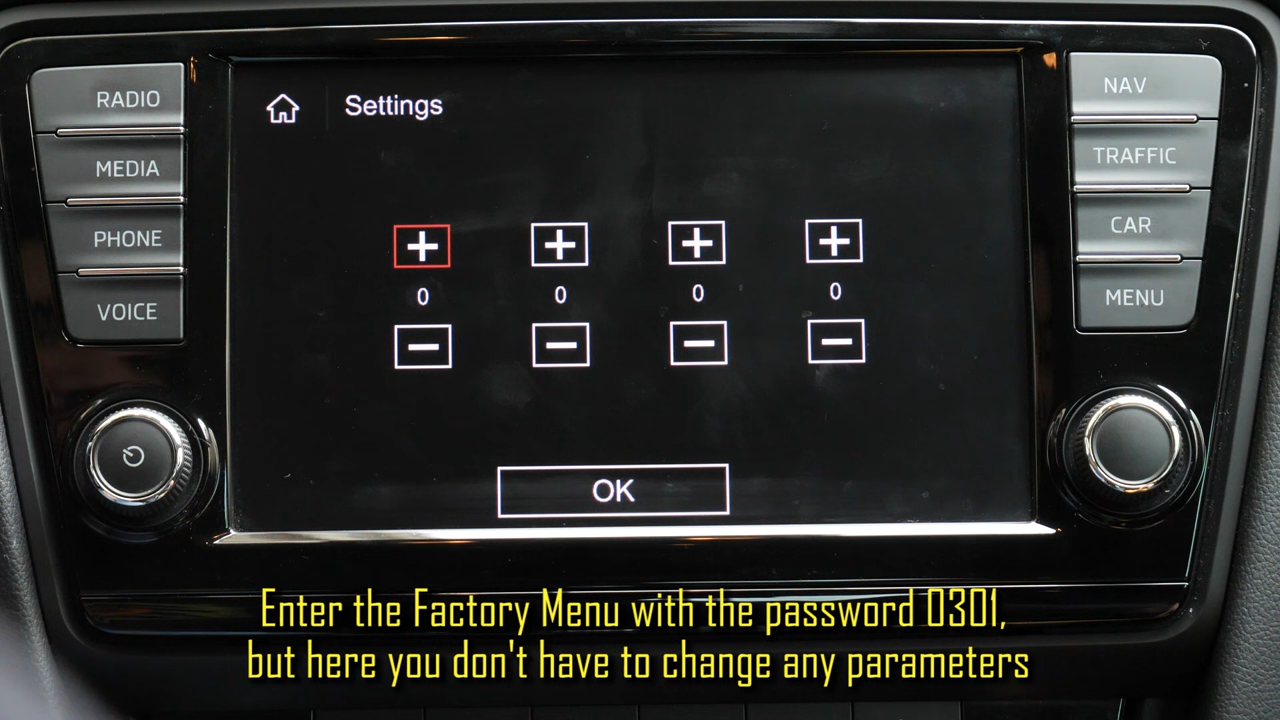 RADIO
MEDIA
PHONE
VOICE
Settings
+ + + +
0 0 0 0
- - - -
OK
NAV
TRAFFIC
CAR
MENU
Enter the Factory Menu with the password 0301,
but here you don't have to change any parameters